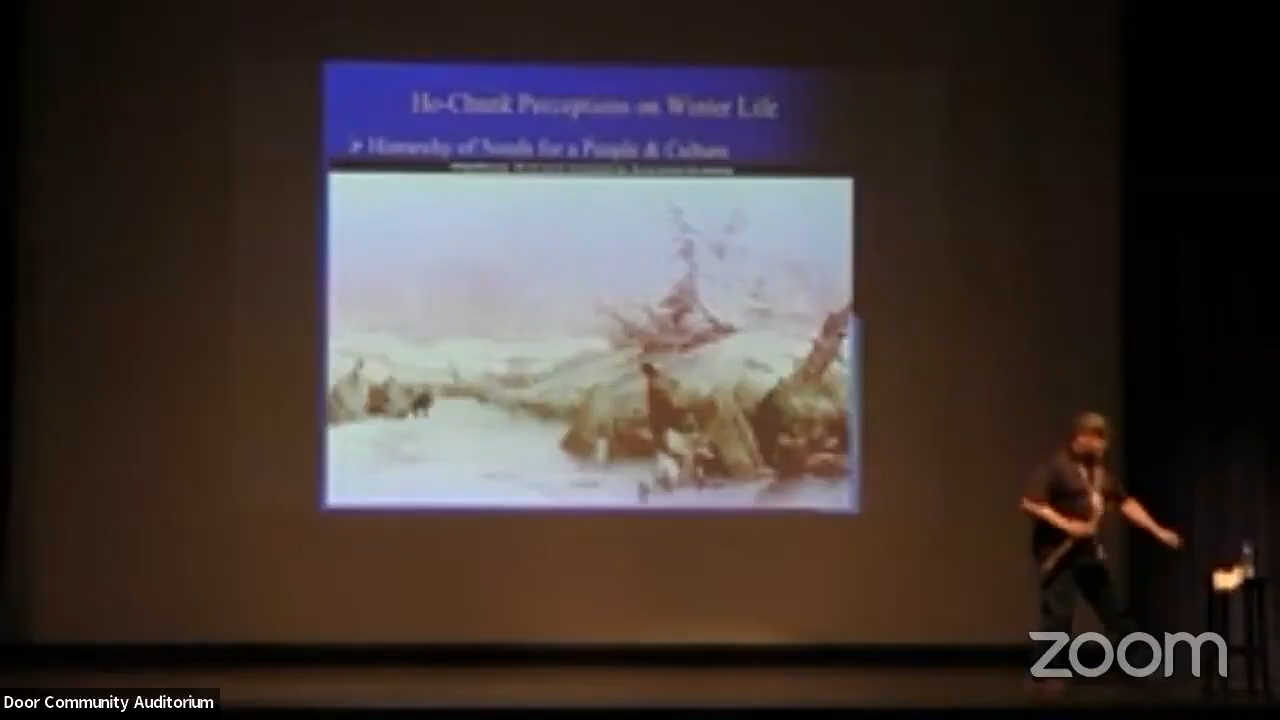 Ho-Chunk Perceptions on Winter Life
➢ Hierarchy of Needs for a People & Culture
zoom
Door Community Auditorium